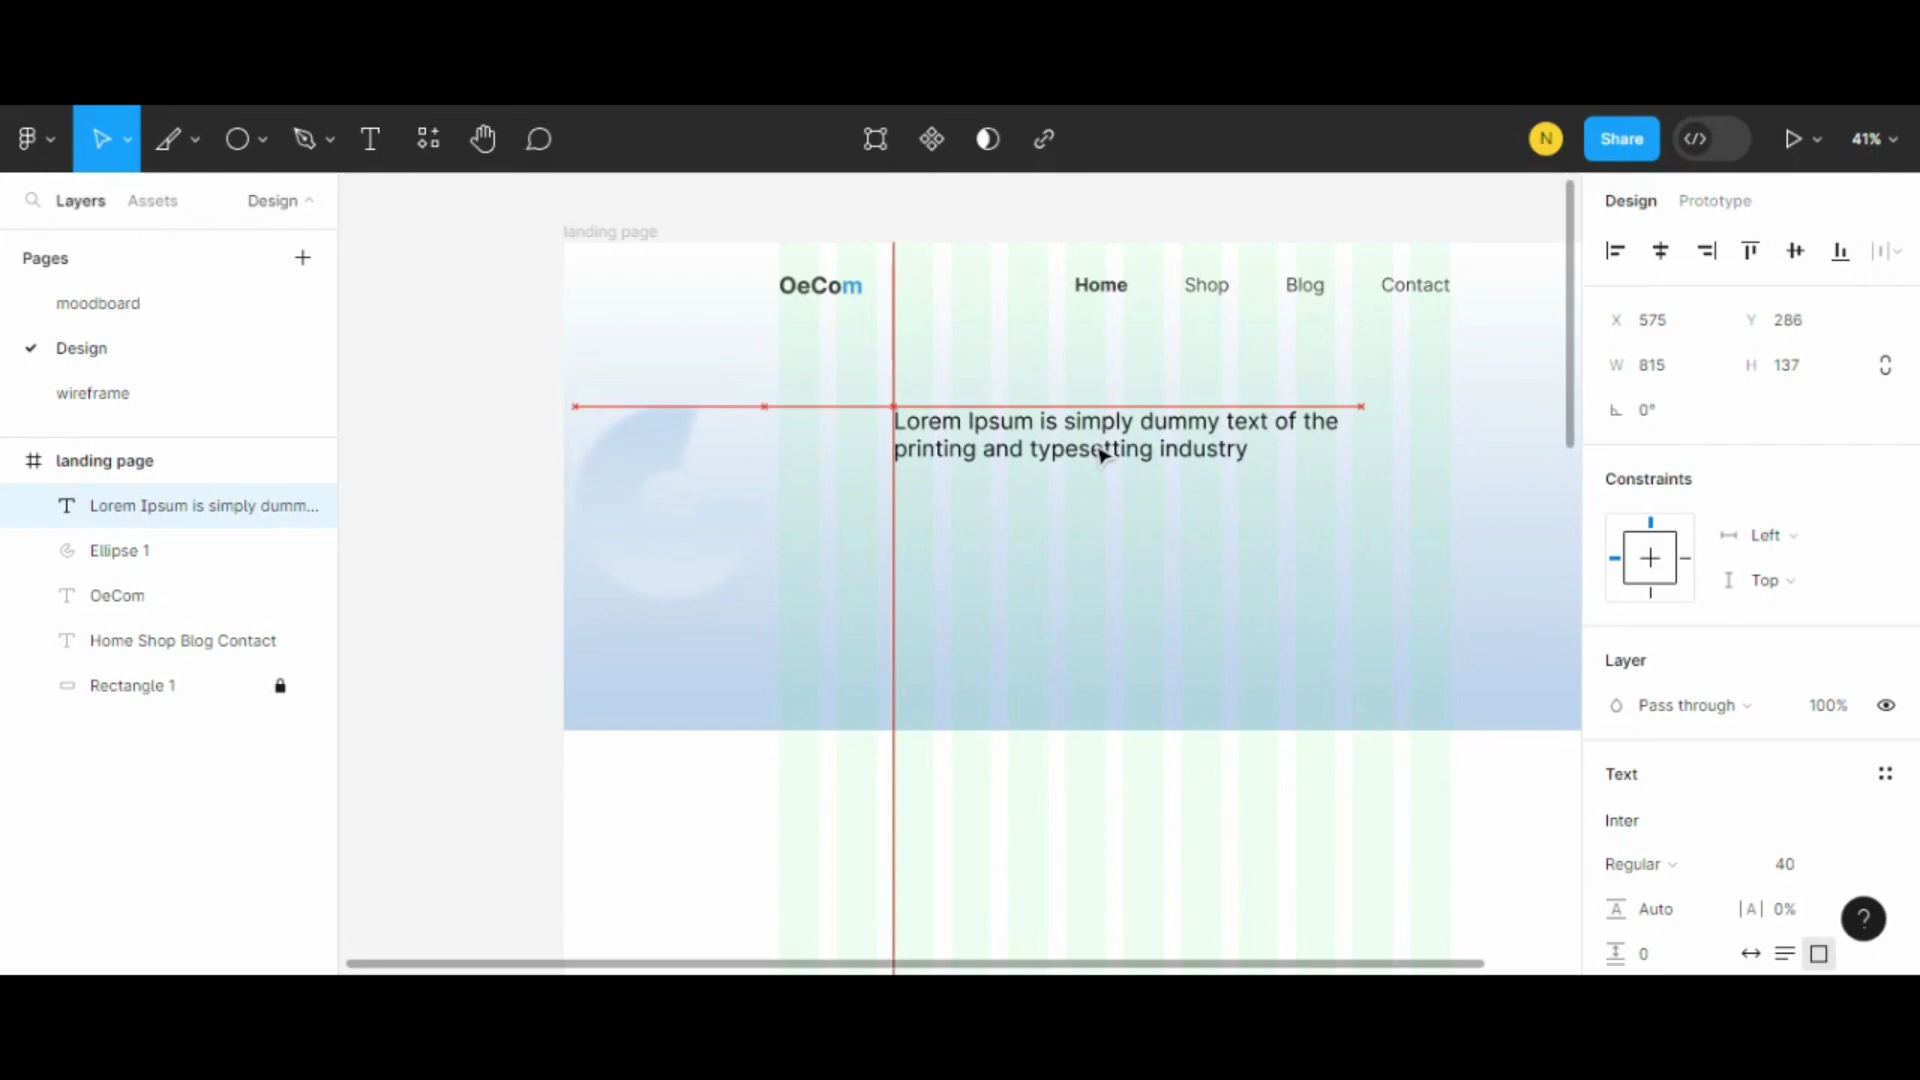 N
Share
41%
Layers
Assets
Design
Pages
moodboard
Design
wireframe
landing page
Lorem Ipsum is simply dumm...
Ellipse 1
OeCom
Home Shop Blog Contact
Rectangle 1
landing page
OeCom
Home
Shop
Blog
Contact
Lorem Ipsum is simply dummy text of the
printing and typesetting industry
Design
Prototype
X 575
Y 286
W 815
H 137
0°
Constraints
Left
Top
Layer
Pass through
100%
Text
Inter
Regular
40
A Auto
|A| 0%
0
?